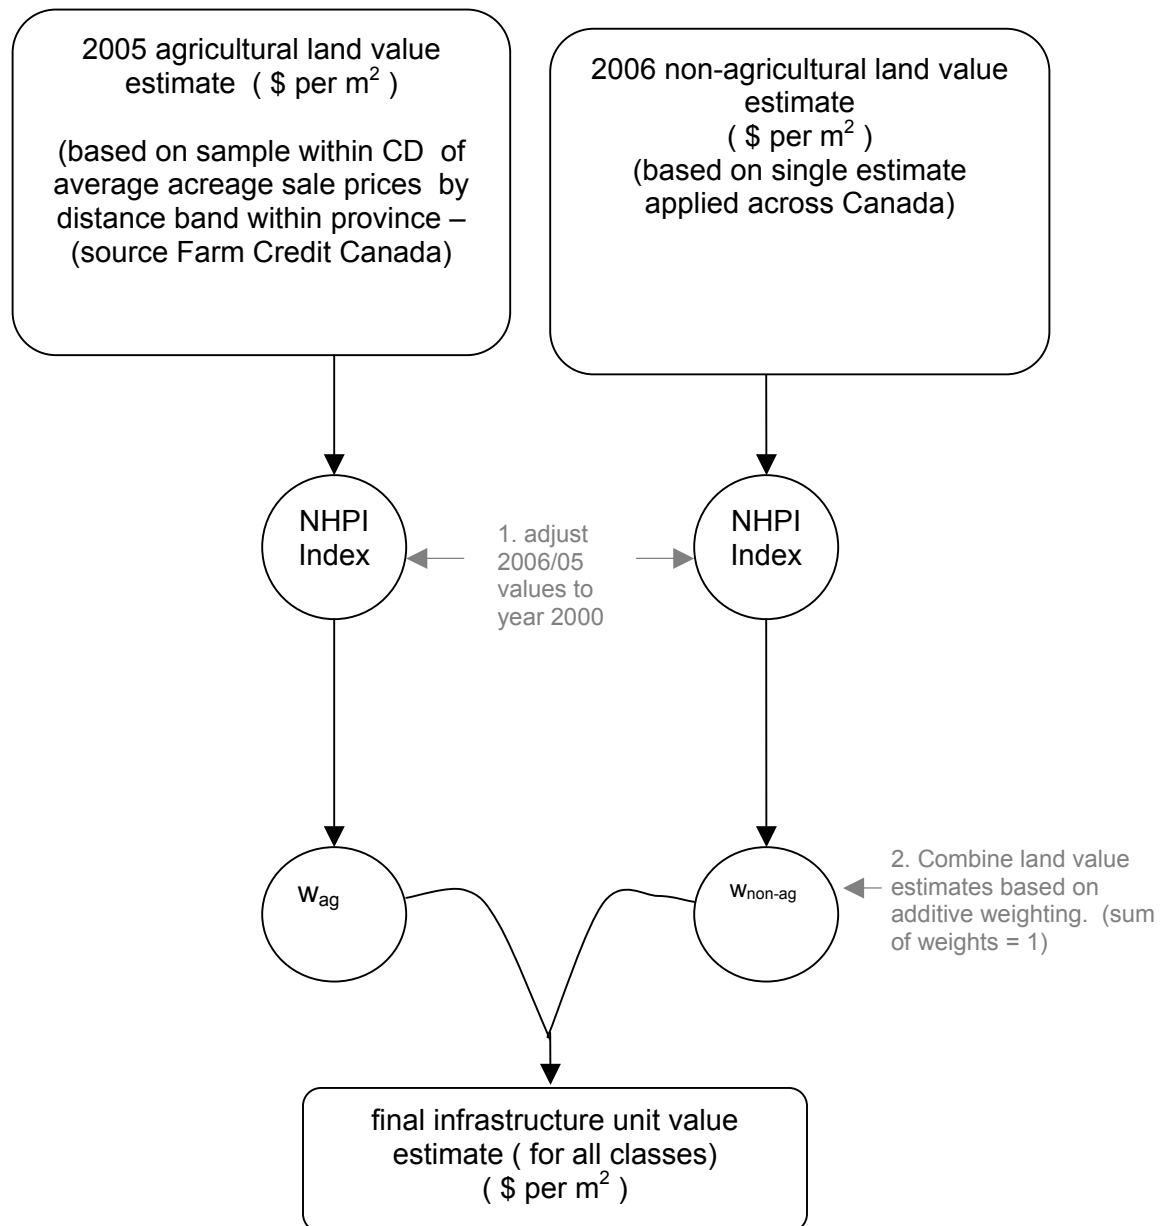 2005 agricultural land value
estimate ( $ per m² )
(based on sample within CD of
average acreage sale prices by
distance band within province –
(source Farm Credit Canada)
2006 non-agricultural land value
estimate
( $ per m² )
(based on single estimate
applied across Canada)
NHPI
Index
1. adjust
2006/05
values to
year 2000
NHPI
Index
wag
wnon-ag
2. Combine land value
estimates based on
additive weighting. (sum
of weights = 1)
final infrastructure unit value
estimate ( for all classes)
( $ per m² )